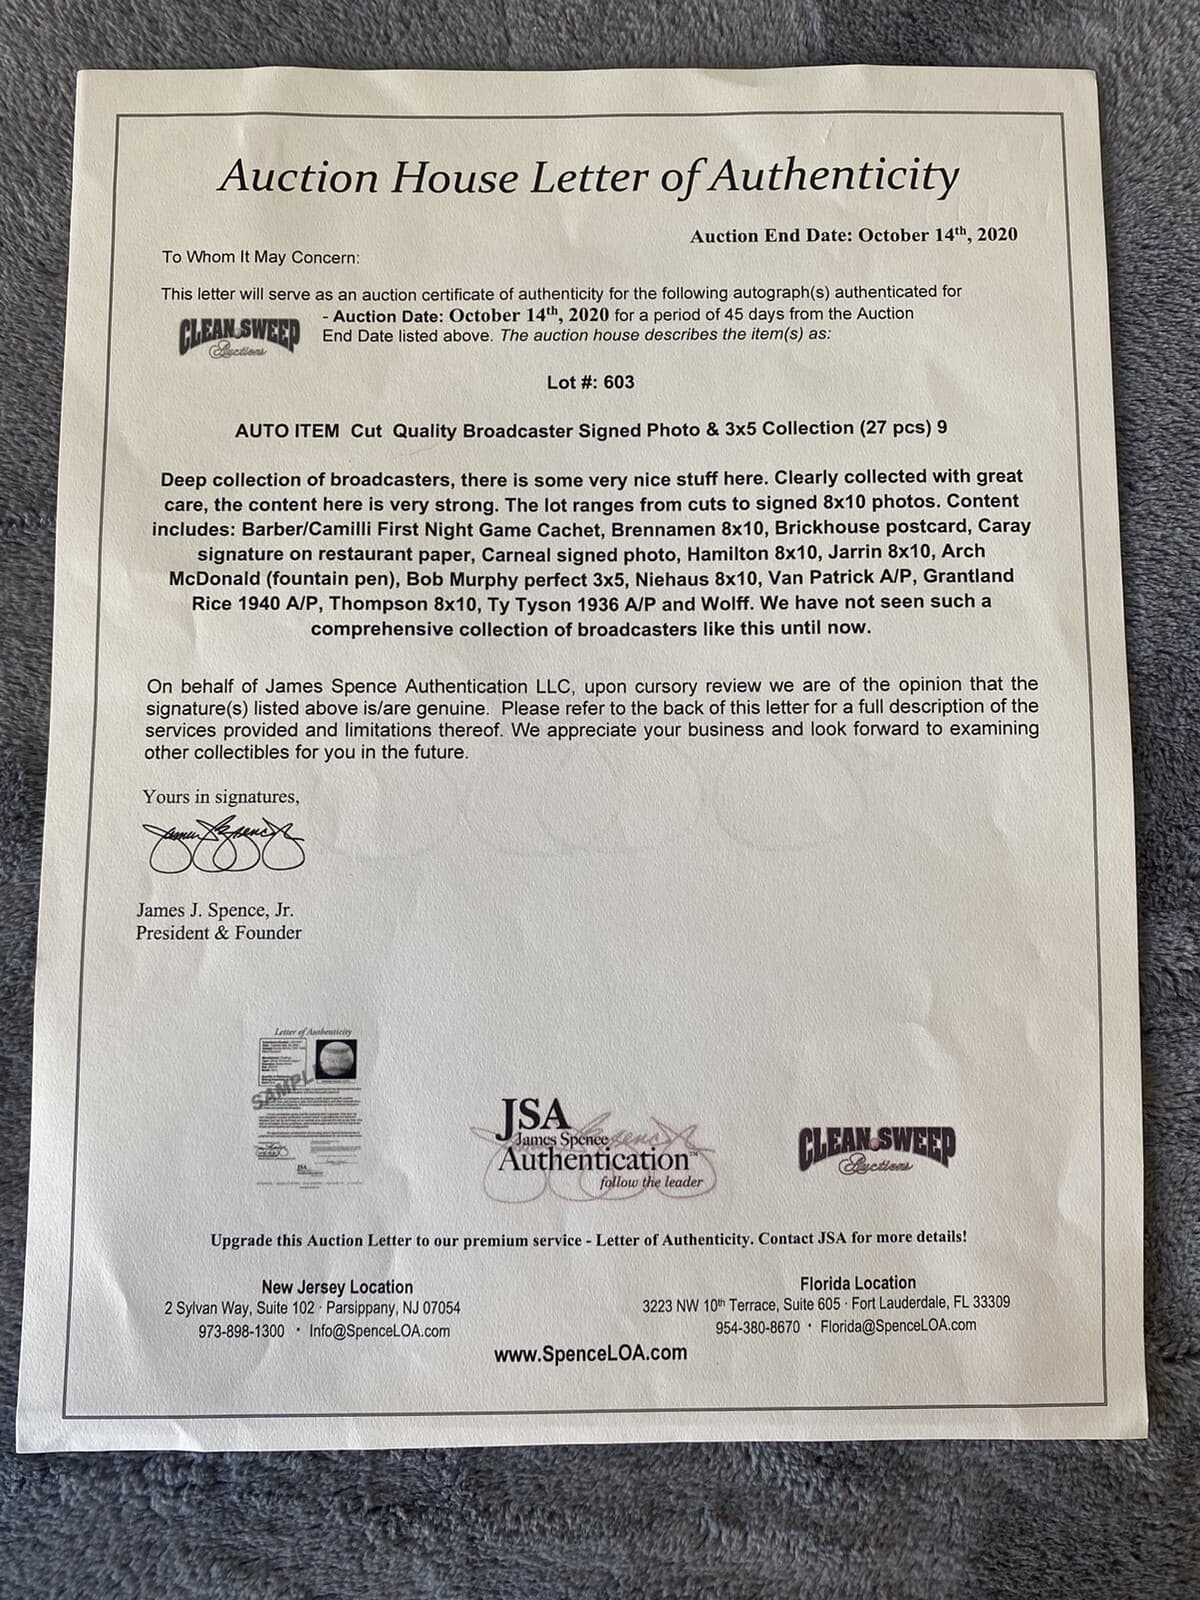 Auction House Letter of Authenticity
Auction End Date: October 14th, 2020
To Whom It May Concern:
This letter will serve as an auction certificate of authenticity for the following autograph(s) authenticated for
CLEAN SWEEP
Auctions
- Auction Date: October 14th, 2020 for a period of 45 days from the Auction
End Date listed above. The auction house describes the item(s) as:
Lot #: 603
AUTO ITEM Cut Quality Broadcaster Signed Photo & 3x5 Collection (27 pcs) 9
Deep collection of broadcasters, there is some very nice stuff here. Clearly collected with great
care, the content here is very strong. The lot ranges from cuts to signed 8x10 photos. Content
includes: Barber/Camilli First Night Game Cachet, Brennamen 8x10, Brickhouse postcard, Caray
signature on restaurant paper, Carneal signed photo, Hamilton 8x10, Jarrin 8x10, Arch
McDonald (fountain pen), Bob Murphy perfect 3x5, Niehaus 8x10, Van Patrick A/P, Grantland
Rice 1940 A/P, Thompson 8x10, Ty Tyson 1936 A/P and Wolff. We have not seen such a
comprehensive collection of broadcasters like this until now.
On behalf of James Spence Authentication LLC, upon cursory review we are of the opinion that the
signature(s) listed above is/are genuine. Please refer to the back of this letter for a full description of the
services provided and limitations thereof. We appreciate your business and look forward to examining
other collectibles for you in the future.
Yours in signatures,
James J. Spence, Jr.
James J. Spence, Jr.
President & Founder
Letter of Authenticity
SAMPLE
JSA
James Spence
Authentication™
follow the leader
CLEAN SWEEP
Auctions
Upgrade this Auction Letter to our premium service - Letter of Authenticity. Contact JSA for more details!
New Jersey Location
2 Sylvan Way, Suite 102 · Parsippany, NJ 07054
973-898-1300 · Info@SpenceLOA.com
Florida Location
3223 NW 10th Terrace, Suite 605 · Fort Lauderdale, FL 33309
954-380-8670 · Florida@SpenceLOA.com
www.SpenceLOA.com